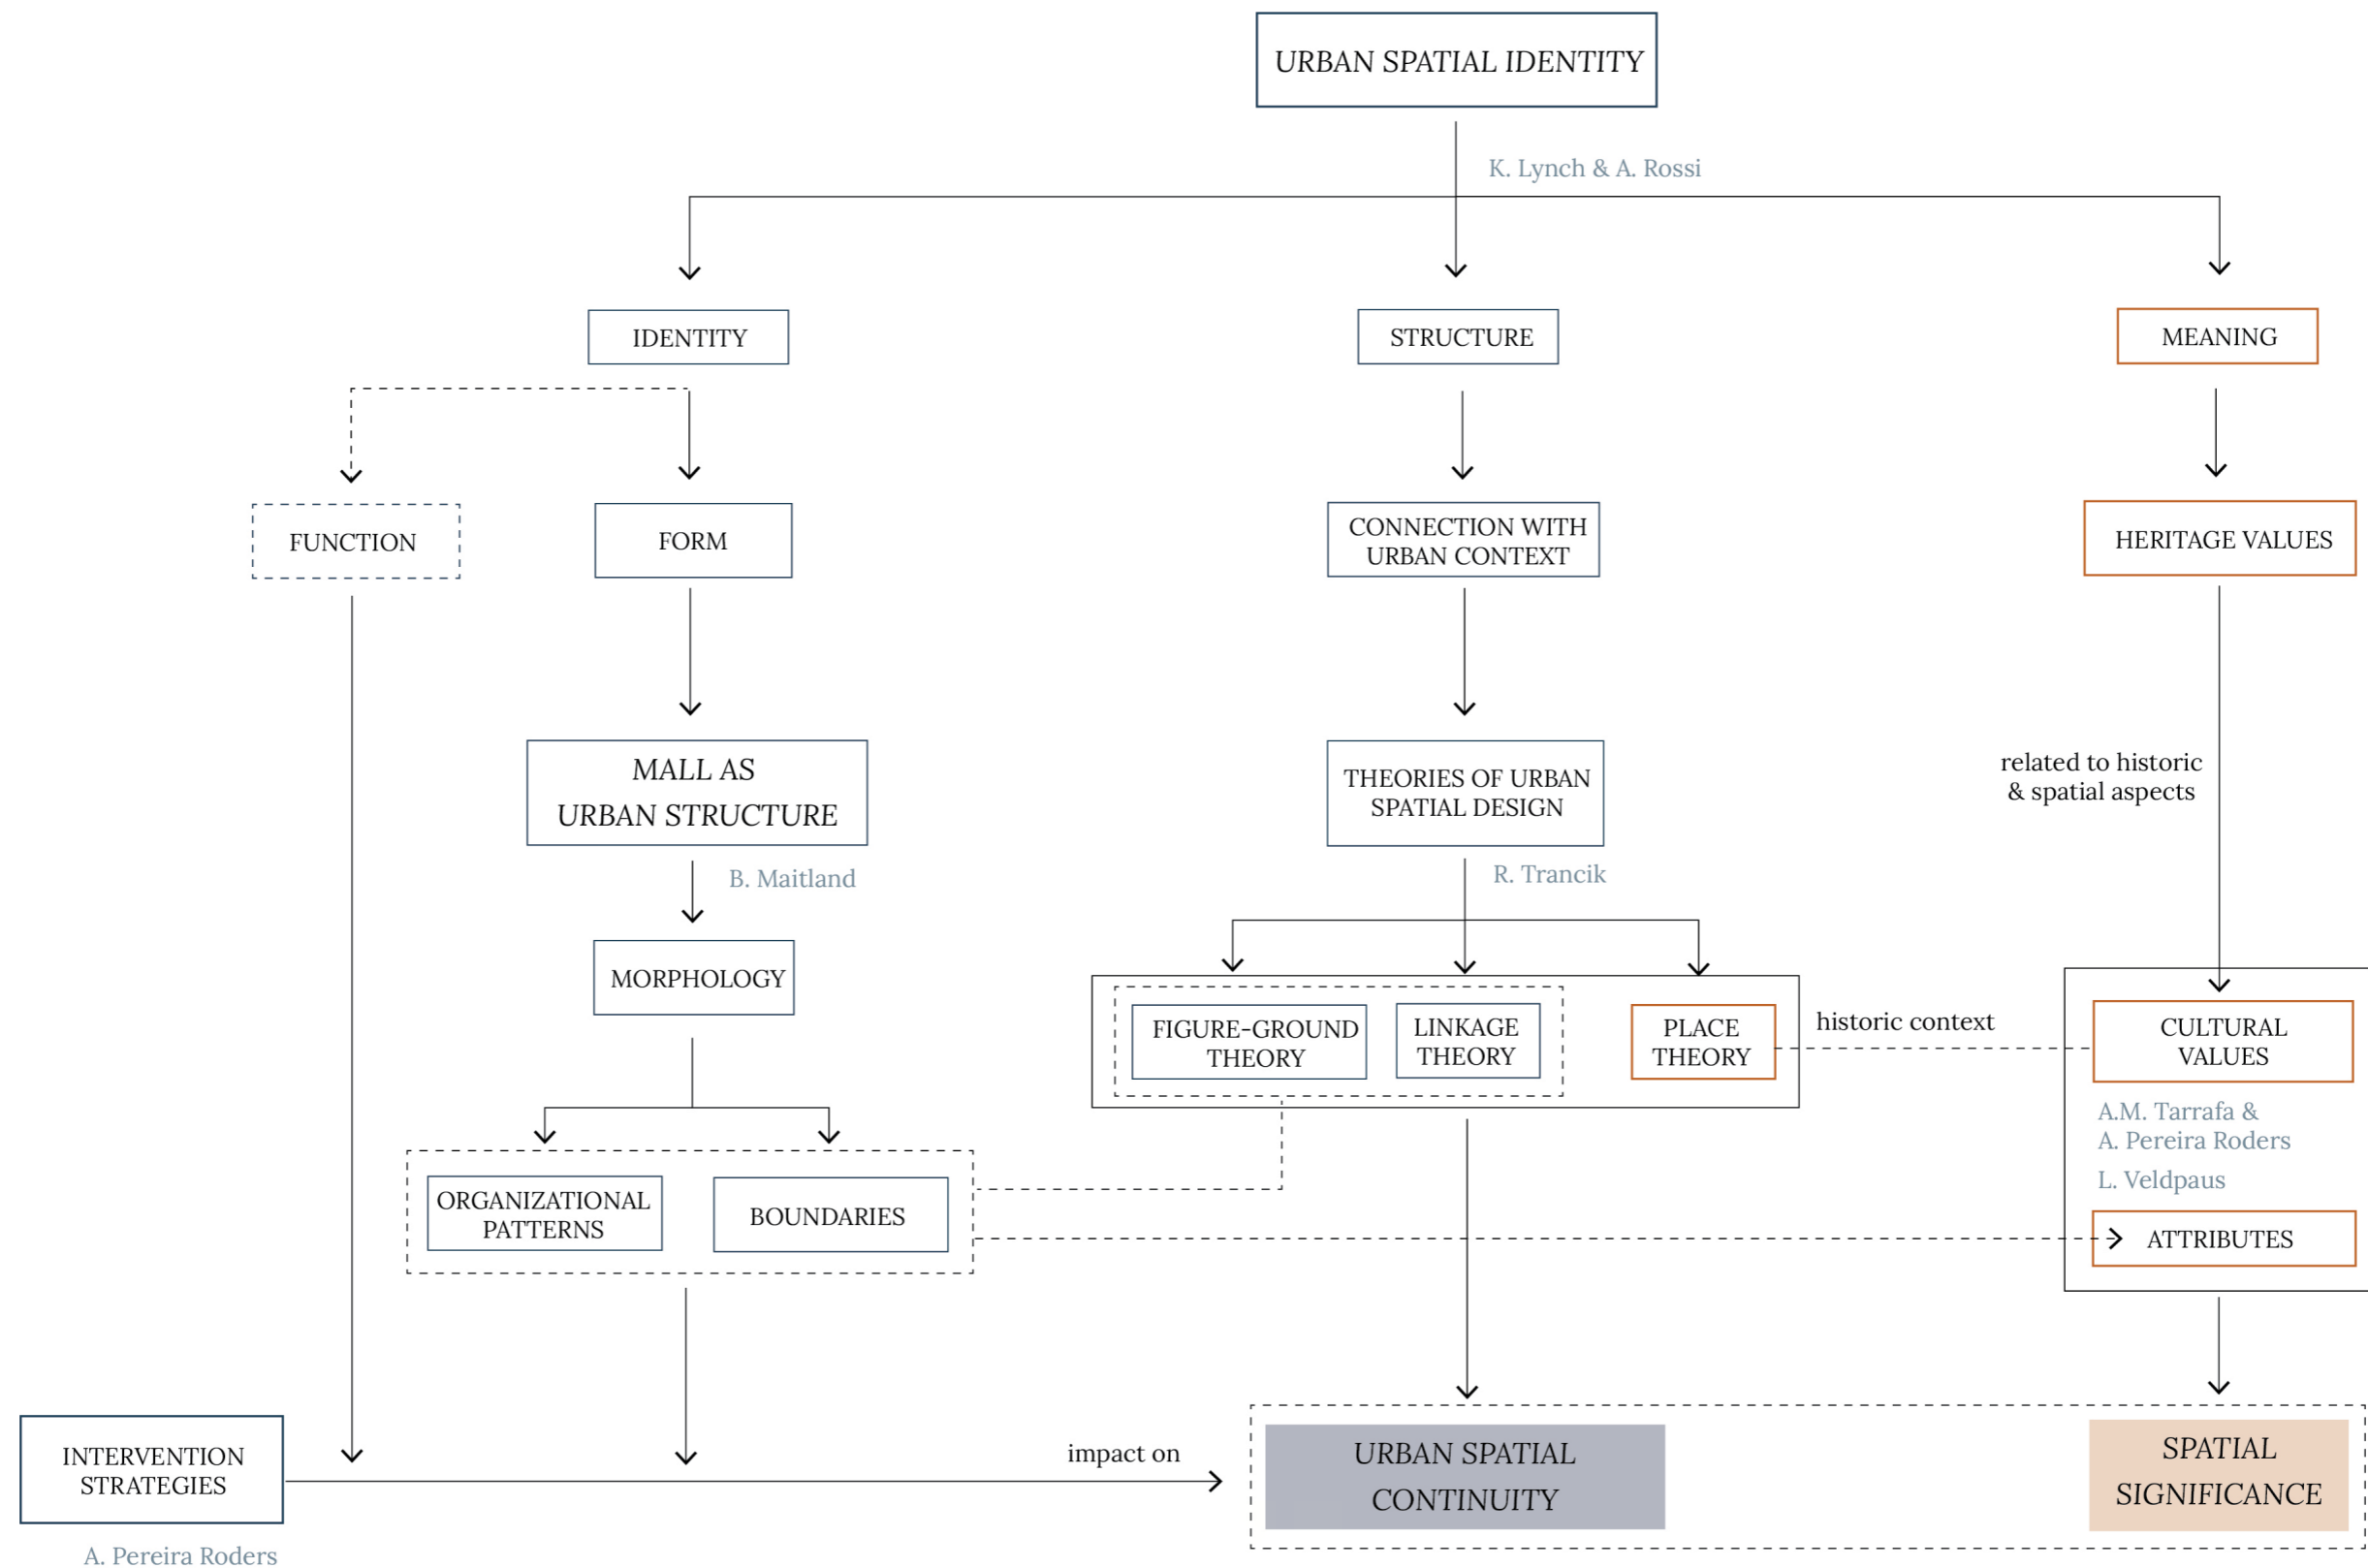 URBAN SPATIAL IDENTITY
K. Lynch & A. Rossi
IDENTITY
STRUCTURE
MEANING
FUNCTION
FORM
CONNECTION WITH
URBAN CONTEXT
HERITAGE VALUES
MALL AS
URBAN STRUCTURE
THEORIES OF URBAN
SPATIAL DESIGN
related to historic
& spatial aspects
B. Maitland
R. Trancik
MORPHOLOGY
FIGURE-GROUND
THEORY
LINKAGE
THEORY
PLACE
THEORY
historic context
CULTURAL
VALUES
A.M. Tarrafa &
A. Pereira Roders
L. Veldpaus
ORGANIZATIONAL
PATTERNS
BOUNDARIES
ATTRIBUTES
INTERVENTION
STRATEGIES
impact on
URBAN SPATIAL
CONTINUITY
SPATIAL
SIGNIFICANCE
A. Pereira Roders